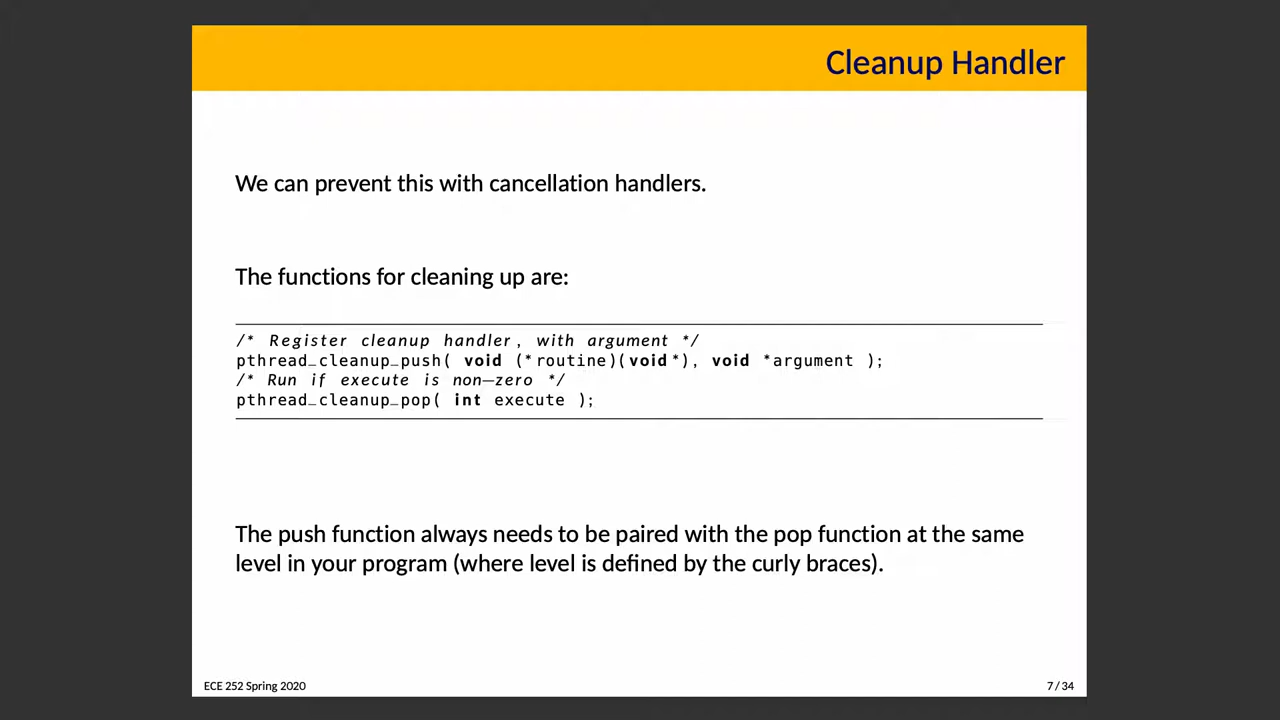 Cleanup Handler
We can prevent this with cancellation handlers.
The functions for cleaning up are:
/* Register cleanup handler, with argument */
pthread_cleanup_push( void (*routine)(void*), void *argument );
/* Run if execute is non—zero */
pthread_cleanup_pop( int execute );
The push function always needs to be paired with the pop function at the same
level in your program (where level is defined by the curly braces).
ECE 252 Spring 2020
7 / 34